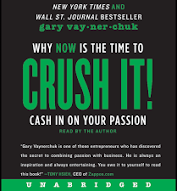 NEW YORK TIMES AND
WALL ST. JOURNAL BESTSELLER
gary vay·ner·chuk
WHY NOW IS THE TIME TO
CRUSH IT!
CASH IN ON YOUR PASSION
READ BY THE AUTHOR
"Gary Vaynerchuk is one of those entrepreneurs who has discovered
the secret to combining passion with business. He is always an
inspiration and always entertaining. You owe it to yourself to read
this book!" —TONY HSIEH, CEO of Zappos.com
UNABRIDGED